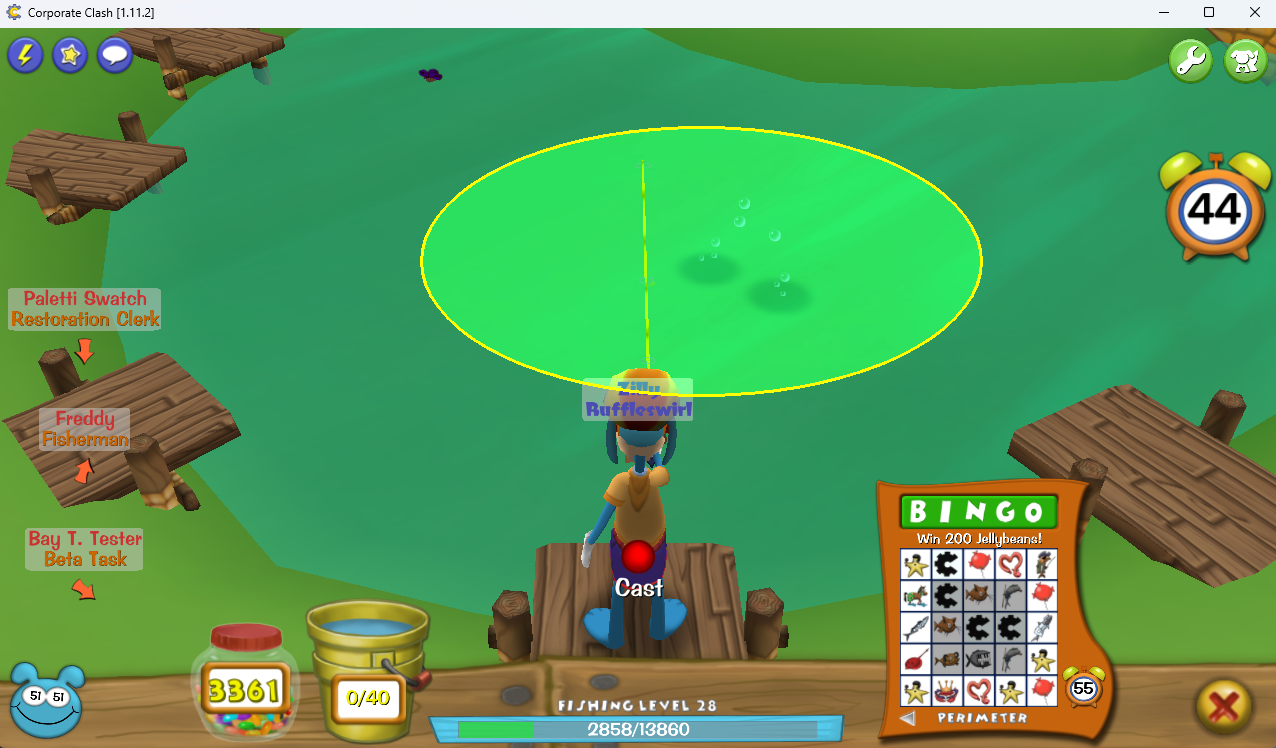 Corporate Clash [1.11.2]
44
Paletti Swatch
Restoration Clerk
Freddy
Fisherman
Zilly
Ruffleswirl
Bay T. Tester
Beta Task
Cast
BINGO
Win 200 Jellybeans!
55
PERIMETER
51 51
3361
0/40
FISHING LEVEL 28
2858/13860